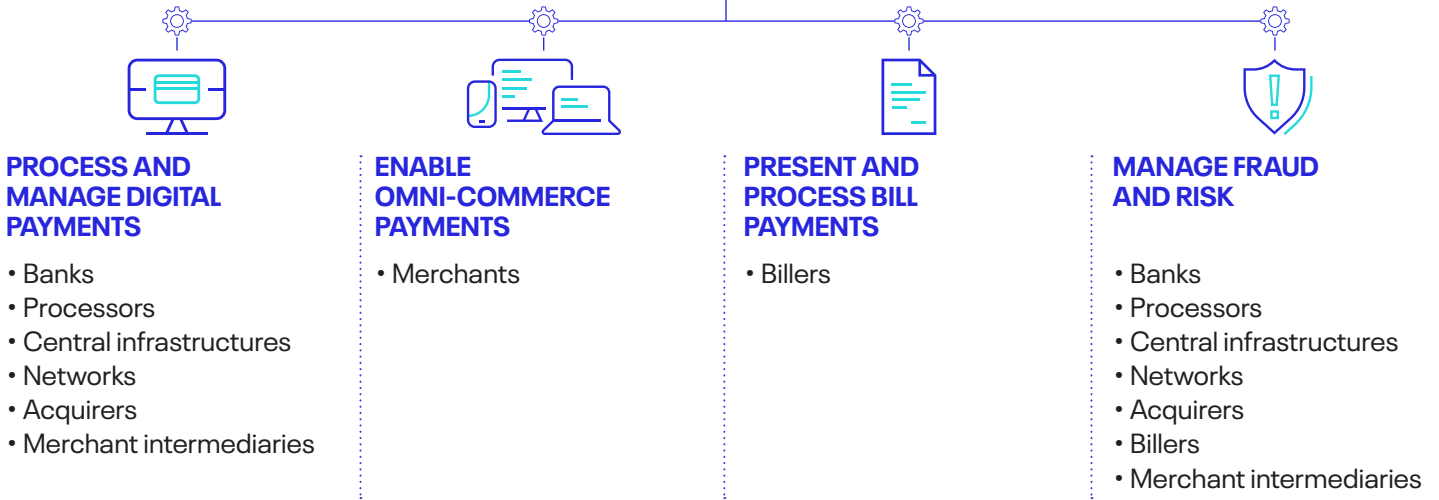 PROCESS AND
MANAGE DIGITAL
PAYMENTS
• Banks
• Processors
• Central infrastructures
• Networks
• Acquirers
• Merchant intermediaries
ENABLE
OMNI-COMMERCE
PAYMENTS
• Merchants
PRESENT AND
PROCESS BILL
PAYMENTS
• Billers
MANAGE FRAUD
AND RISK
• Banks
• Processors
• Central infrastructures
• Networks
• Acquirers
• Billers
• Merchant intermediaries